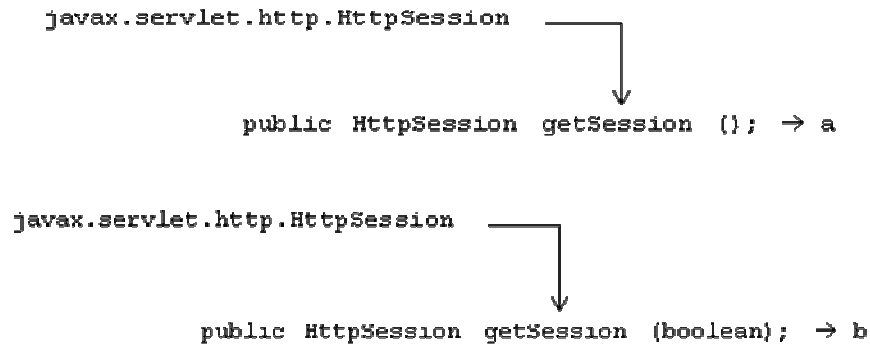 javax.servlet.http.HttpSession
public HttpSession getSession (); → a
javax.servlet.http.HttpSession
public HttpSession getSession (boolean); → b